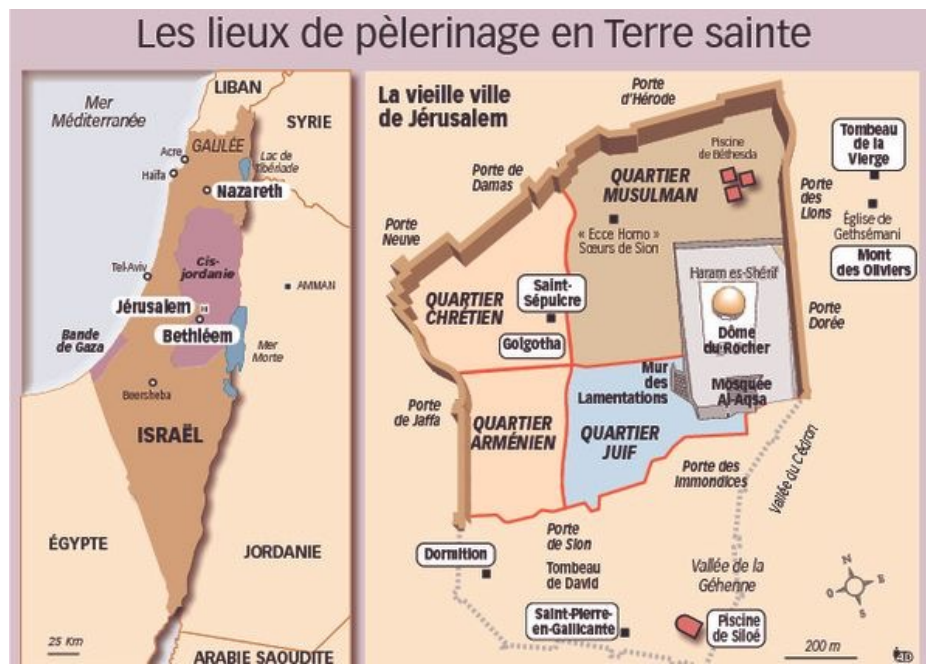 Les lieux de pèlerinage en Terre sainte
Mer
Méditerranée
LIBAN
SYRIE
GALILÉE
Acre
Haïfa
Lac de
Tibériade
Nazareth
Tel-Aviv
Cis-
jordanie
AMMAN
Jérusalem
Bethléem
Bande
de Gaza
Mer
Morte
Beersheba
ISRAËL
ÉGYPTE
JORDANIE
25 Km
ARABIE SAOUDITE
La vieille ville
de Jérusalem
Porte
d'Hérode
Porte de
Damas
Porte
Neuve
QUARTIER
MUSULMAN
Piscine
de Béthesda
Tombeau
de la
Vierge
Porte
des
Lions
Église de
Gethsémani
Mont
des Oliviers
« Ecce Homo »
Sœurs de Sion
Haram es-Shérif
QUARTIER
CHRÉTIEN
Saint-
Sépulcre
Golgotha
Dôme
du Rocher
Porte
Dorée
Mur
des
Lamentations
Mosquée
Al-Aqsa
Porte
de Jaffa
QUARTIER
ARMÉNIEN
QUARTIER
JUIF
Porte des
Immondices
Vallée du Cédron
Porte
de Sion
Dormition
Tombeau
de David
Vallée de la
Géhenne
Saint-Pierre-
en-Gallicante
Piscine
de Siloé
N
E
S
O
200 m